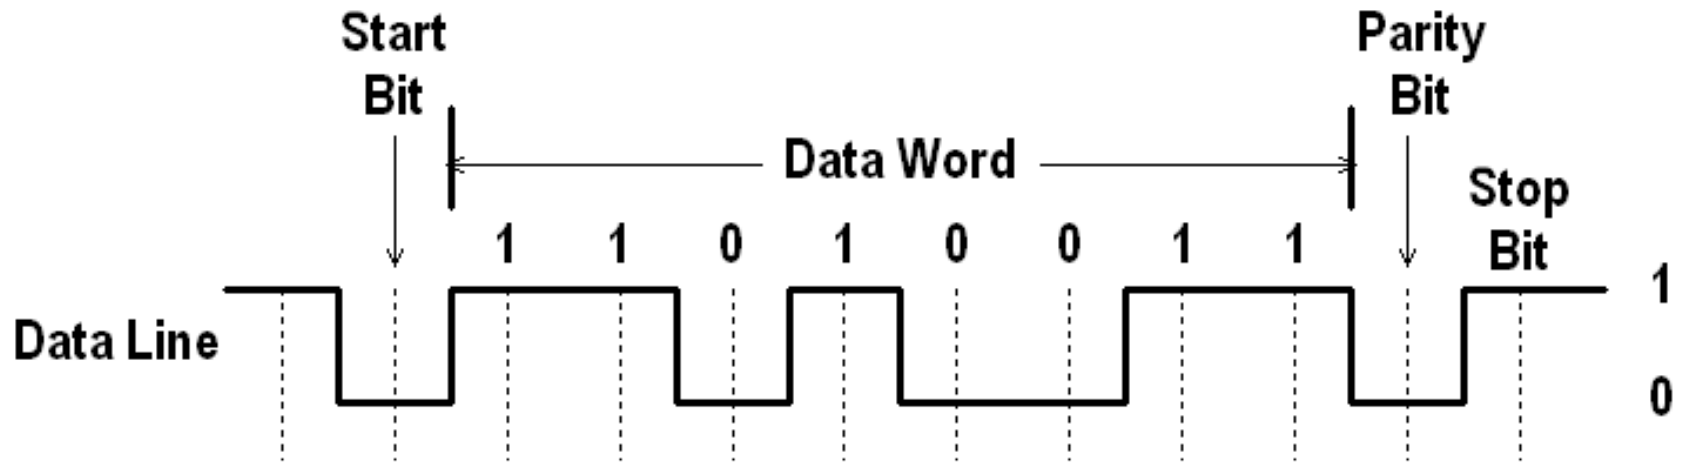 Start
Bit
Parity
Bit
Data Word
Stop
Bit
1 1 0 1 0 0 1 1
1
Data Line
0